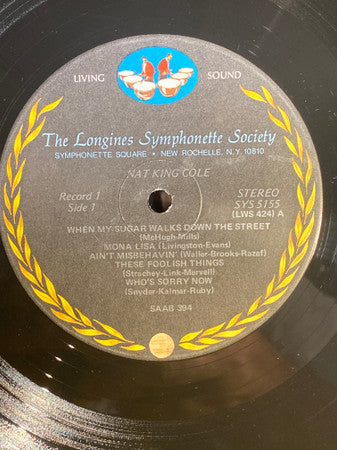 LIVING SOUND
The Longines Symphonette Society
SYMPHONETTE SQUARE • NEW ROCHELLE, N.Y. 10810
NAT KING COLE
Record 1 STEREO
Side 1 SYS 5155
(LWS 424) A
WHEN MY SUGAR WALKS DOWN THE STREET
(McHugh-Mills)
MONA LISA (Livingston-Evans)
AIN'T MISBEHAVIN' (Waller-Brooks-Razaf)
THESE FOOLISH THINGS
(Strachey-Link-Marvell)
WHO'S SORRY NOW
(Snyder-Kalmar-Ruby)
SAAB 394